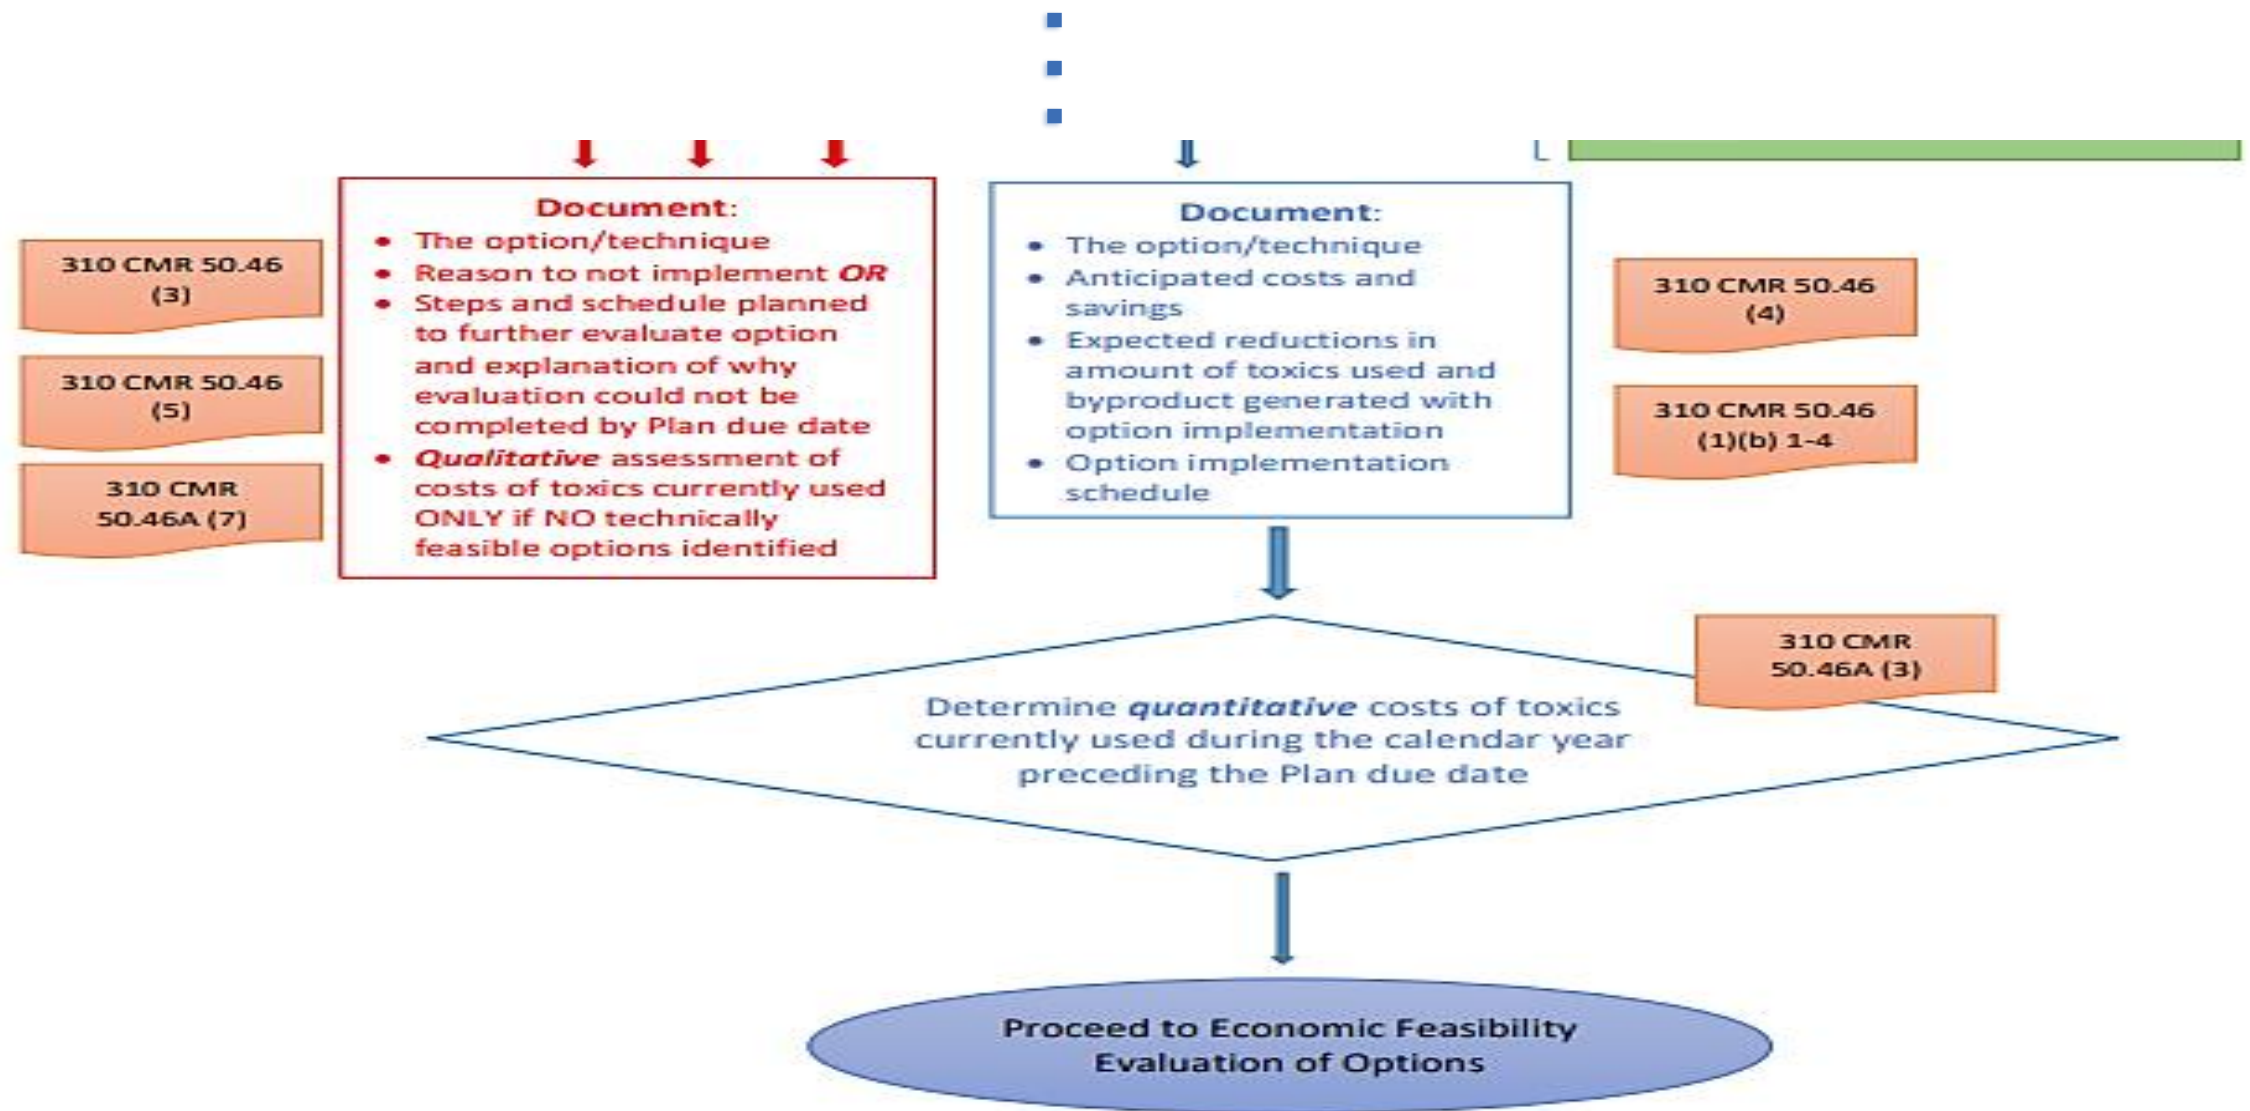 310 CMR 50.46
(3)
310 CMR 50.46
(5)
310 CMR
50.46A (7)
Document:
• The option/technique
• Reason to not implement OR
• Steps and schedule planned
to further evaluate option
and explanation of why
evaluation could not be
completed by Plan due date
• Qualitative assessment of
costs of toxics currently used
ONLY if NO technically
feasible options identified
Document:
• The option/technique
• Anticipated costs and
savings
• Expected reductions in
amount of toxics used and
byproduct generated with
option implementation
• Option implementation
schedule
310 CMR 50.46
(4)
310 CMR 50.46
(1)(b) 1-4
310 CMR
50.46A (3)
Determine quantitative costs of toxics
currently used during the calendar year
preceding the Plan due date
Proceed to Economic Feasibility
Evaluation of Options